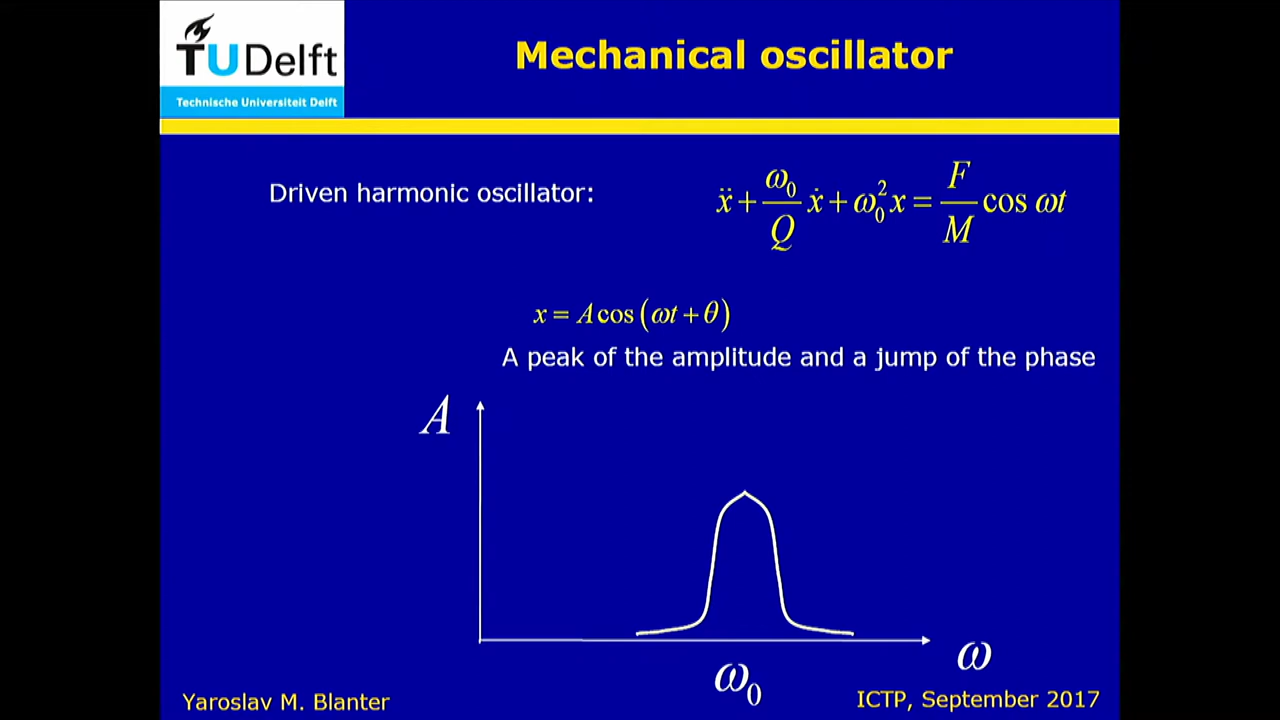 TUDelft
Technische Universiteit Delft
Mechanical oscillator
Driven harmonic oscillator:
ẍ + ω₀/Q ẋ + ω₀² x = F/M cos ωt
x = A cos (ωt + θ)
A peak of the amplitude and a jump of the phase
A
ω
ω₀
Yaroslav M. Blanter
ICTP, September 2017